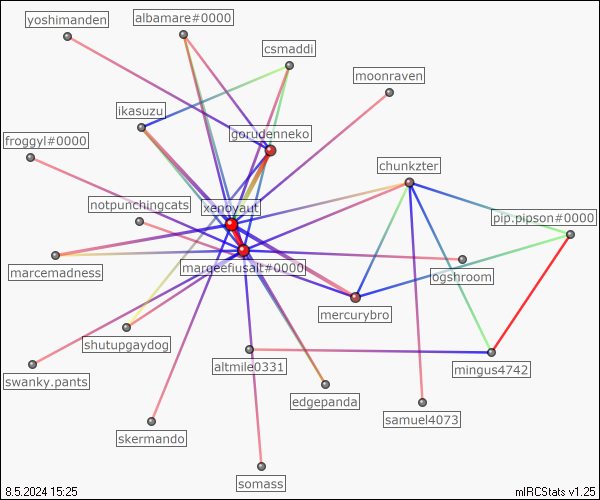 albamare#0000
yoshimanden
csmaddi
moonraven
ikasuzu
gorudenneko
froggyl#0000
chunkzter
notpunchingcats
xenovaut
pip.pipson#0000
marcemadness
marqeefiusalt#0000
ogshroom
mercurybro
shutupgaydog
altmile0331
mingus4742
swanky.pants
edgepanda
samuel4073
skermando
somass
8.5.2024 15:25
mIRCStats v1.25